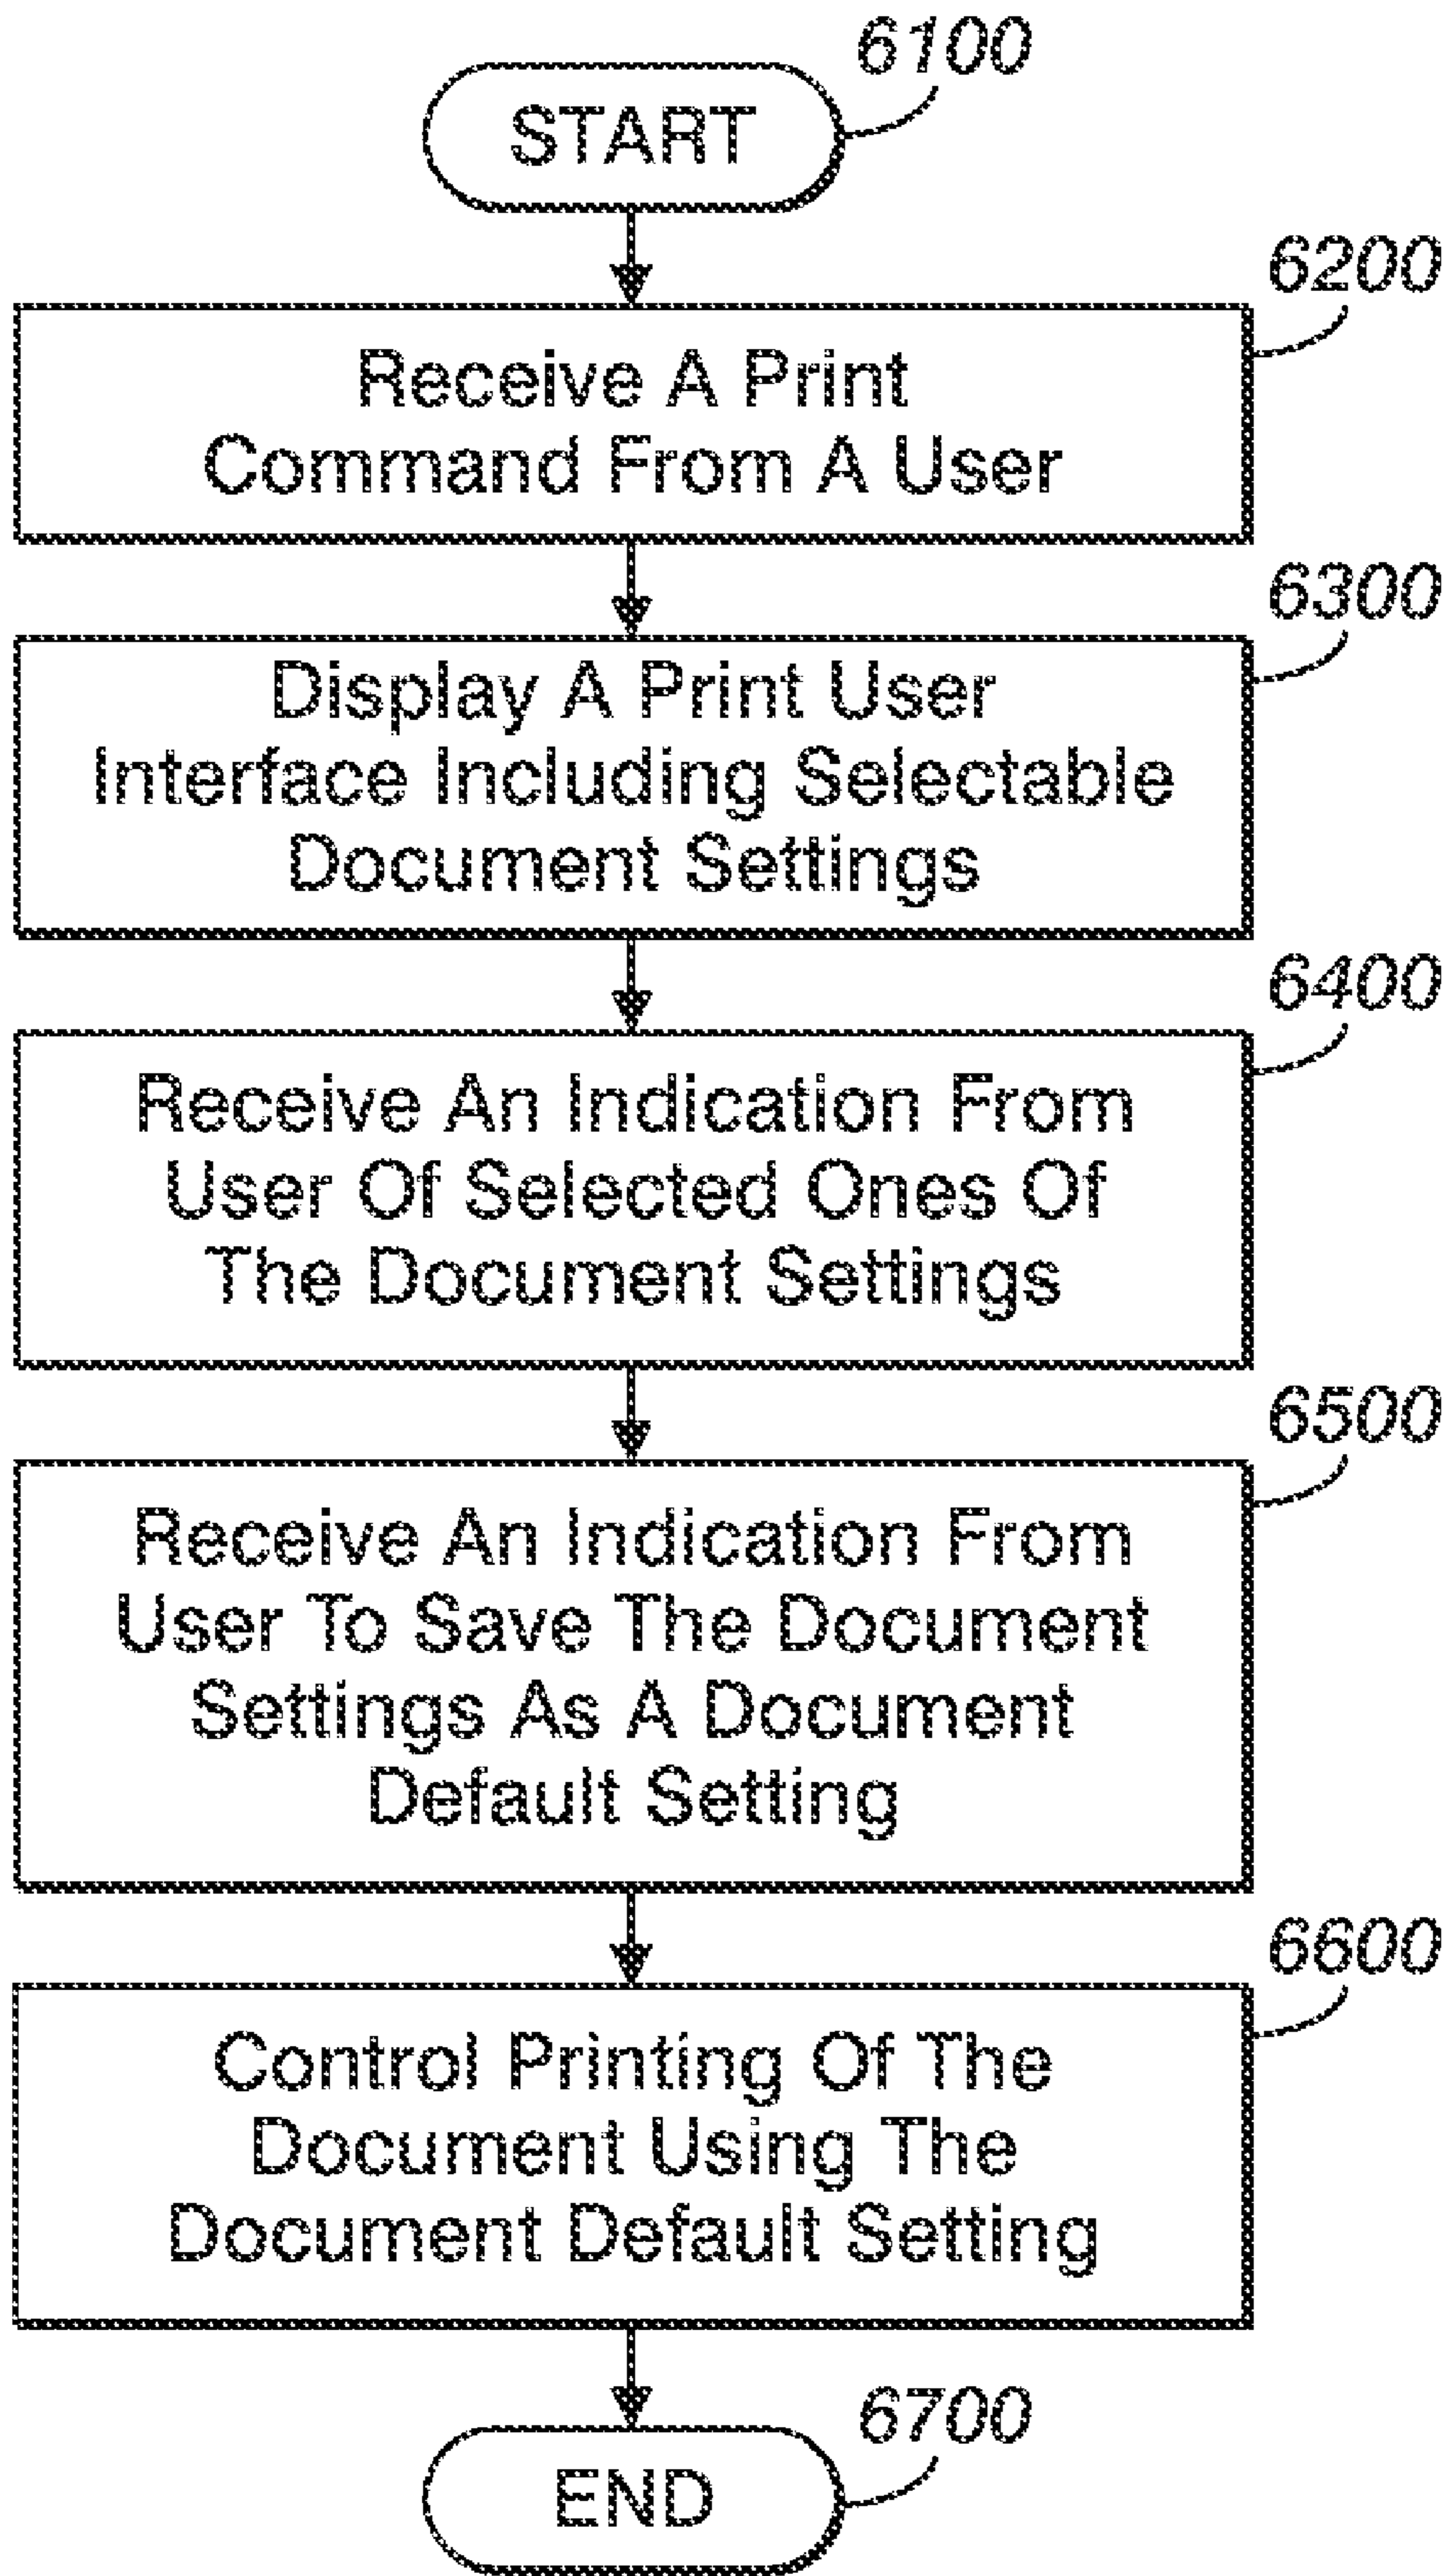 6100
START
6200
Receive A Print
Command From A User
6300
Display A Print User
Interface Including Selectable
Document Settings
6400
Receive An Indication From
User Of Selected Ones Of
The Document Settings
6500
Receive An Indication From
User To Save The Document
Settings As A Document
Default Setting
6600
Control Printing Of The
Document Using The
Document Default Setting
6700
END